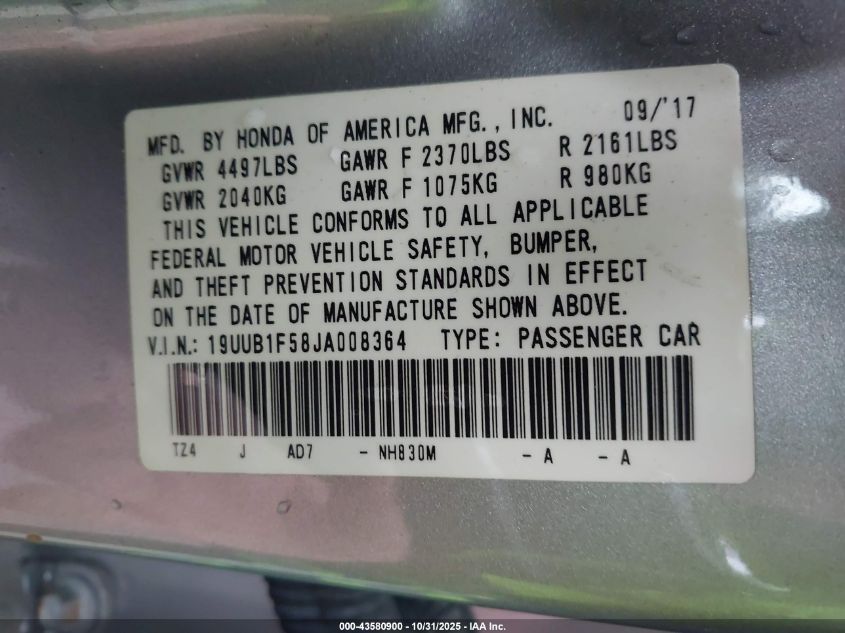 MFD. BY HONDA OF AMERICA MFG., INC. 09/'17
GVWR 4497LBS GAWR F 2370LBS R 2161LBS
GVWR 2040KG GAWR F 1075KG R 980KG
THIS VEHICLE CONFORMS TO ALL APPLICABLE
FEDERAL MOTOR VEHICLE SAFETY, BUMPER,
AND THEFT PREVENTION STANDARDS IN EFFECT
ON THE DATE OF MANUFACTURE SHOWN ABOVE.
V.I.N.: 19UUB1F58JA008364 TYPE: PASSENGER CAR
TZ4 J AD7 - NH830M - A - A
000-43580900 - 10/31/2025 - IAA Inc.